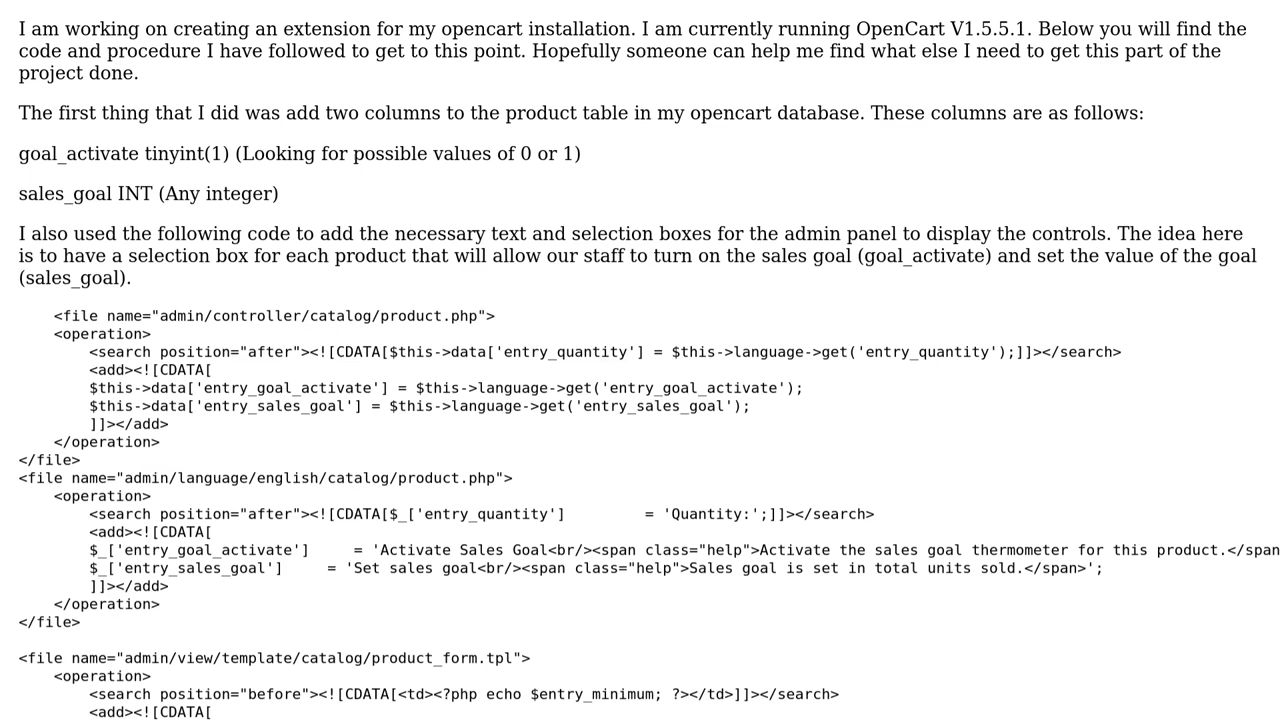 I am working on creating an extension for my opencart installation. I am currently running OpenCart V1.5.5.1. Below you will find the
code and procedure I have followed to get to this point. Hopefully someone can help me find what else I need to get this part of the
project done.
The first thing that I did was add two columns to the product table in my opencart database. These columns are as follows:
goal_activate tinyint(1) (Looking for possible values of 0 or 1)
sales_goal INT (Any integer)
I also used the following code to add the necessary text and selection boxes for the admin panel to display the controls. The idea here
is to have a selection box for each product that will allow our staff to turn on the sales goal (goal_activate) and set the value of the goal
(sales_goal).
    <file name="admin/controller/catalog/product.php">
    <operation>
        <search position="after"><![CDATA[$this->data['entry_quantity'] = $this->language->get('entry_quantity');]]></search>
        <add><![CDATA[
        $this->data['entry_goal_activate'] = $this->language->get('entry_goal_activate');
        $this->data['entry_sales_goal'] = $this->language->get('entry_sales_goal');
        ]]></add>
    </operation>
</file>
<file name="admin/language/english/catalog/product.php">
    <operation>
        <search position="after"><![CDATA[$_['entry_quantity']         = 'Quantity:';]]></search>
        <add><![CDATA[
        $_['entry_goal_activate']     = 'Activate Sales Goal<br/><span class="help">Activate the sales goal thermometer for this product.</span
        $_['entry_sales_goal']     = 'Set sales goal<br/><span class="help">Sales goal is set in total units sold.</span>';
        ]]></add>
    </operation>
</file>
<file name="admin/view/template/catalog/product_form.tpl">
    <operation>
        <search position="before"><![CDATA[<td><?php echo $entry_minimum; ?></td>]]></search>
        <add><![CDATA[